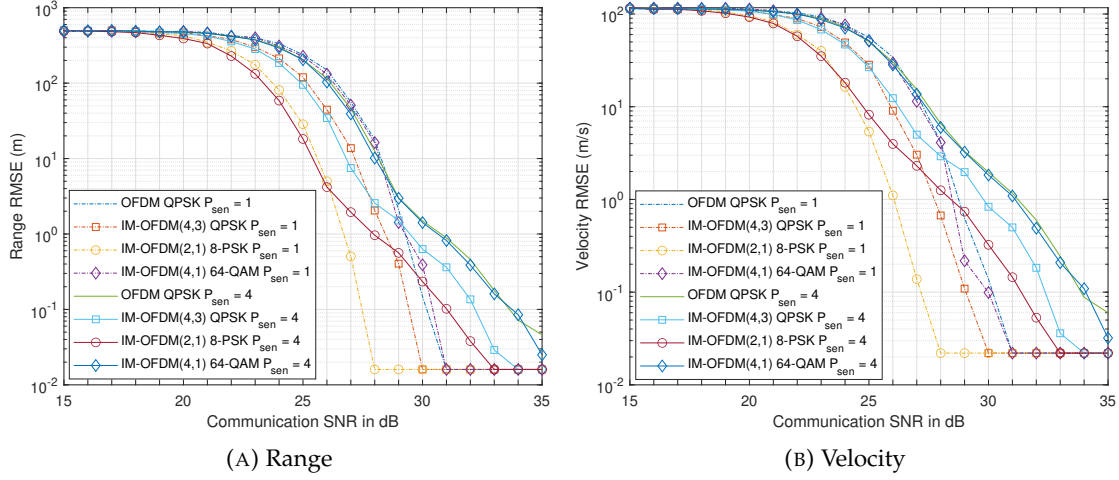 10^3
10^2
10^1
10^0
10^-1
10^-2
Range RMSE (m)
OFDM QPSK P_sen = 1
IM-OFDM(4,3) QPSK P_sen = 1
IM-OFDM(2,1) 8-PSK P_sen = 1
IM-OFDM(4,1) 64-QAM P_sen = 1
OFDM QPSK P_sen = 4
IM-OFDM(4,3) QPSK P_sen = 4
IM-OFDM(2,1) 8-PSK P_sen = 4
IM-OFDM(4,1) 64-QAM P_sen = 4
15 20 25 30 35
Communication SNR in dB
(A) Range
10^2
10^1
10^0
10^-1
10^-2
Velocity RMSE (m/s)
OFDM QPSK P_sen = 1
IM-OFDM(4,3) QPSK P_sen = 1
IM-OFDM(2,1) 8-PSK P_sen = 1
IM-OFDM(4,1) 64-QAM P_sen = 1
OFDM QPSK P_sen = 4
IM-OFDM(4,3) QPSK P_sen = 4
IM-OFDM(2,1) 8-PSK P_sen = 4
IM-OFDM(4,1) 64-QAM P_sen = 4
15 20 25 30 35
Communication SNR in dB
(B) Velocity